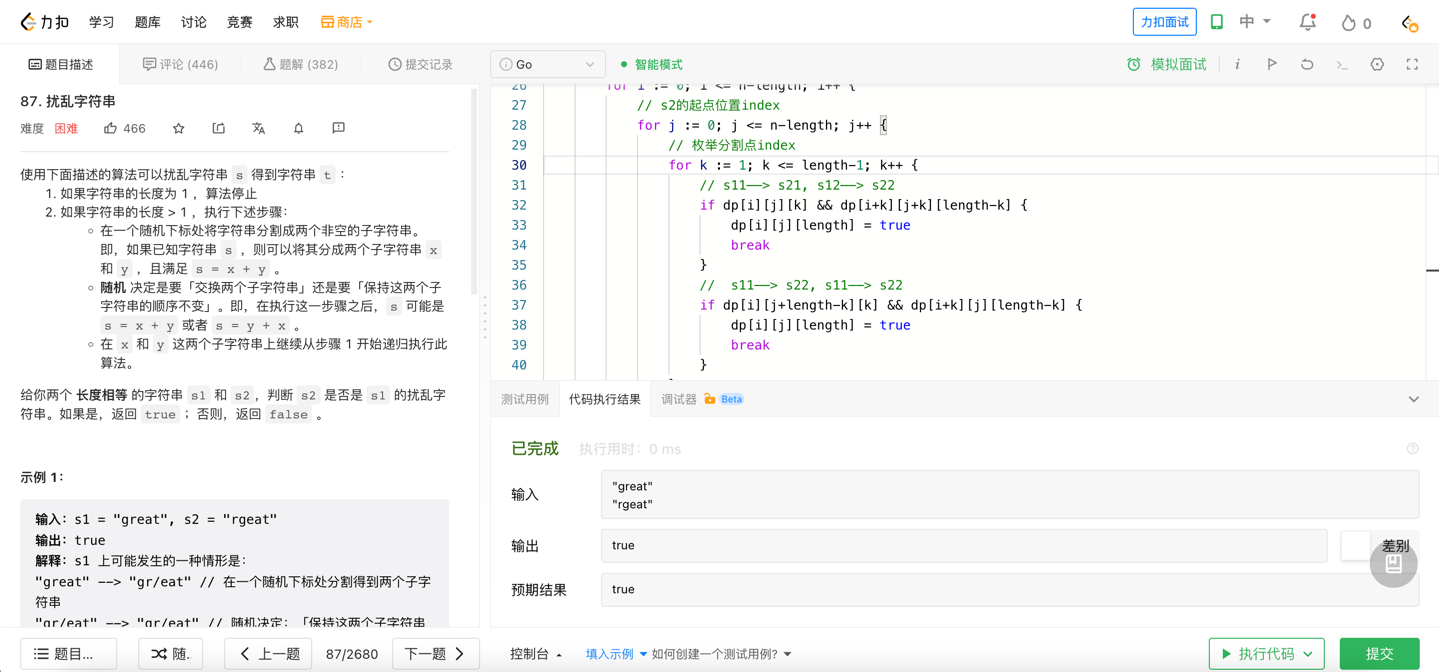 力扣 学习 题库 讨论 竞赛 求职 商店 力扣面试 中 0
题目描述 评论 (446) 题解 (382) 提交记录 Go 智能模式 模拟面试 i
87. 扰乱字符串
难度 困难 466
使用下面描述的算法可以扰乱字符串 s 得到字符串 t ：
1. 如果字符串的长度为 1 ，算法停止
2. 如果字符串的长度 > 1 ，执行下述步骤：
在一个随机下标处将字符串分割成两个非空的子字符串。
即，如果已知字符串 s ，则可以将其分成两个子字符串 x
和 y ，且满足 s = x + y 。
随机 决定是要「交换两个子字符串」还是要「保持这两个子
字符串的顺序不变」。即，在执行这一步骤之后， s 可能是
s = x + y 或者 s = y + x 。
在 x 和 y 这两个子字符串上继续从步骤 1 开始递归执行此
算法。
给你两个 长度相等 的字符串 s1 和 s2，判断 s2 是否是 s1 的扰乱字
符串。如果是，返回 true ；否则，返回 false 。
示例 1：
输入：s1 = "great", s2 = "rgeat"
输出：true
解释：s1 上可能发生的一种情形是：
"great" --> "gr/eat" // 在一个随机下标处分割得到两个子字
符串
"gr/eat" --> "gr/eat" // 随机决定：「保持这两个子字符串
26 for i := 0; i <= n-length; i++ {
27 // s2的起点位置index
28 for j := 0; j <= n-length; j++ {
29 // 枚举分割点index
30 for k := 1; k <= length-1; k++ {
31 // s11——> s21, s12——> s22
32 if dp[i][j][k] && dp[i+k][j+k][length-k] {
33 dp[i][j][length] = true
34 break
35 }
36 //  s11——> s22, s11——> s22
37 if dp[i][j+length-k][k] && dp[i+k][j][length-k] {
38 dp[i][j][length] = true
39 break
40 }
测试用例 代码执行结果 调试器 Beta
已完成 执行用时：0 ms
输入 "great"
"rgeat"
输出 true 差别
预期结果 true
题目... 随. 上一题 87/2680 下一题 控制台 填入示例 如何创建一个测试用例? 执行代码 提交